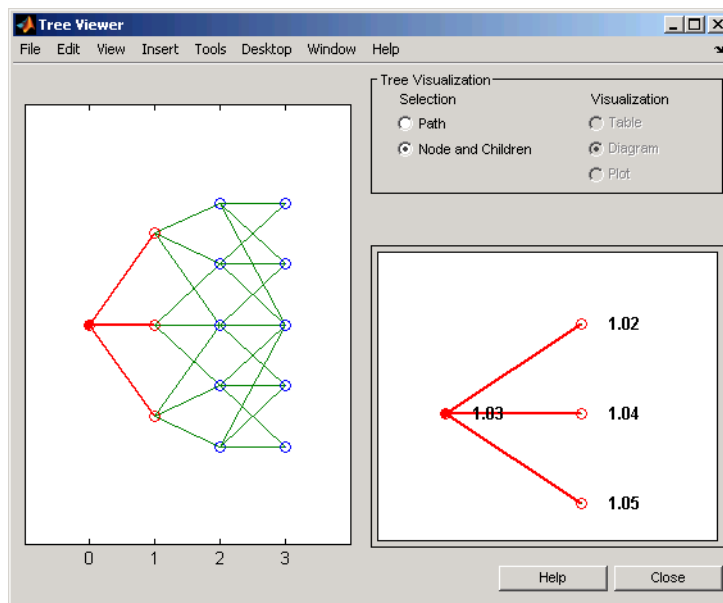 Tree Viewer
File Edit View Insert Tools Desktop Window Help
Tree Visualization
Selection
Path
Node and Children
Visualization
Table
Diagram
Plot
0 1 2 3
1.02
1.03 1.04
1.05
Help Close